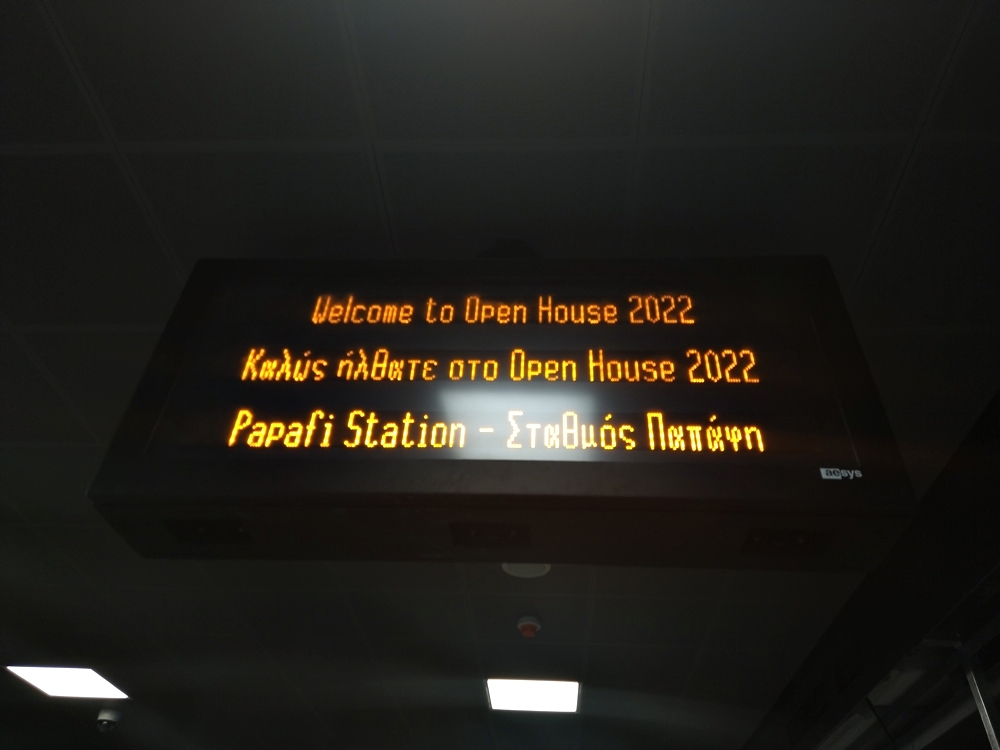 Welcome to Open House 2022
Καλώς ήλθατε στο Open House 2022
Papafi Station - Σταθμός Παπάφη
aesys